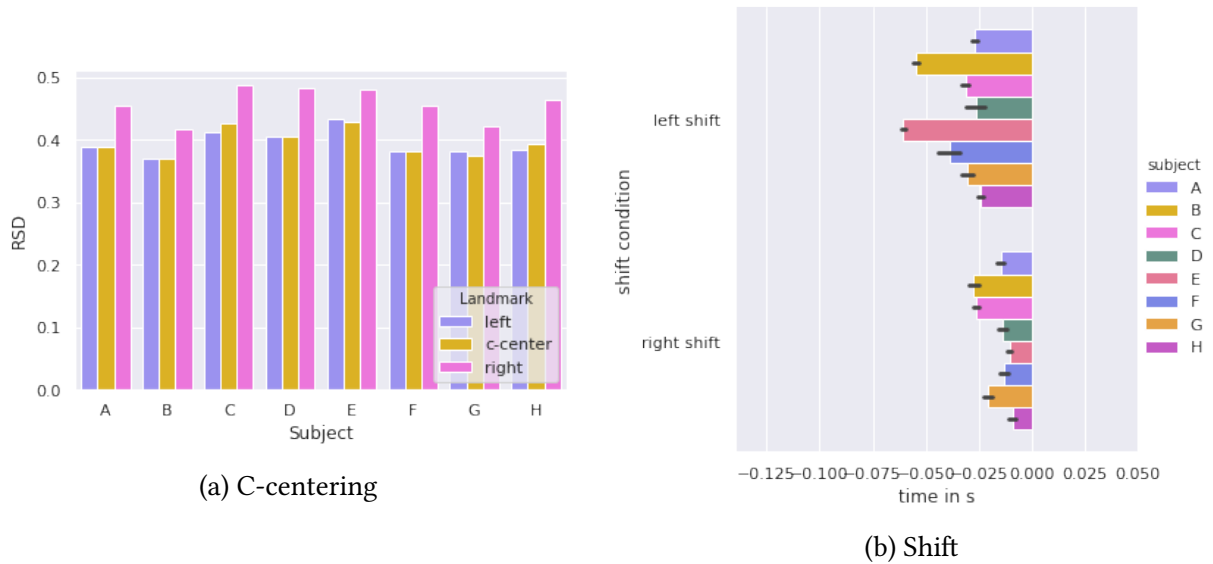 0.5
0.4
0.3
0.2
0.1
0.0
RSD
A B C D E F G H
Subject
Landmark
left
c-center
right
(a) C-centering
shift condition
left shift
right shift
−0.125 −0.100 −0.075 −0.050 −0.025 0.000 0.025 0.050
time in s
subject
A
B
C
D
E
F
G
H
(b) Shift